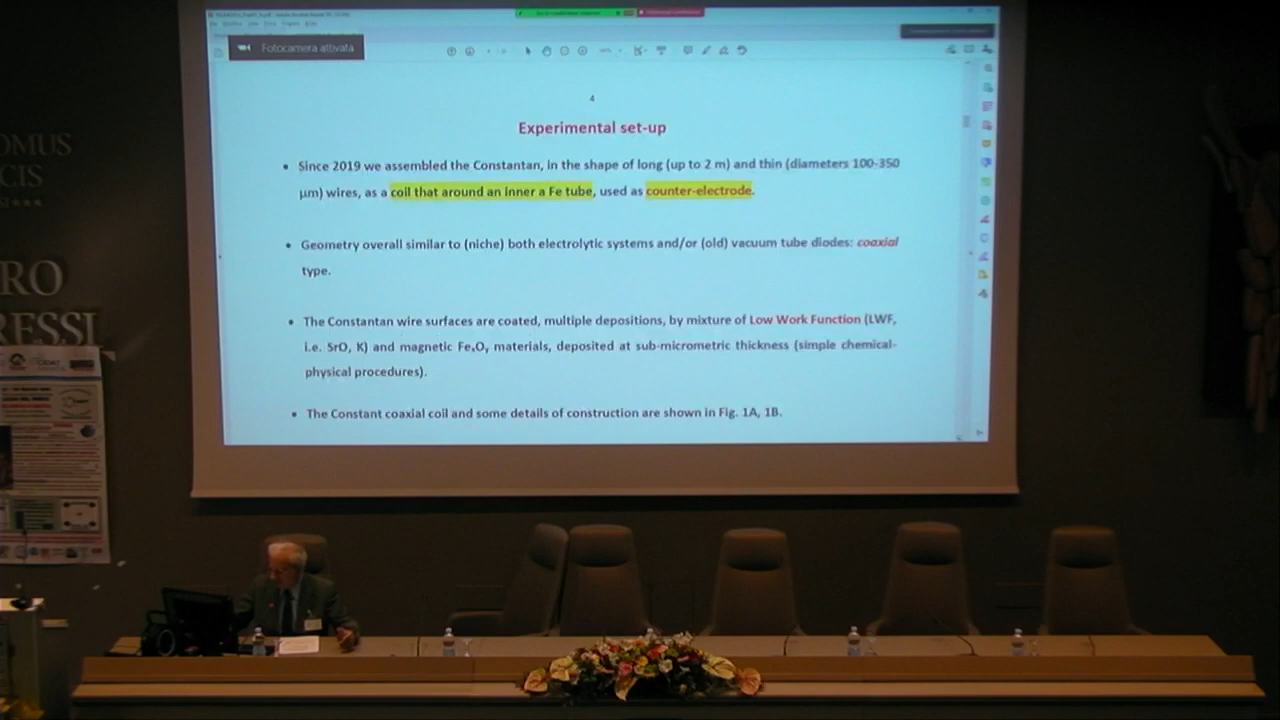 Fotocamera attivata
4
Experimental set-up
• Since 2019 we assembled the Constantan, in the shape of long (up to 2 m) and thin (diameters 100-350
μm) wires, as a coil that around an inner a Fe tube, used as counter-electrode.
• Geometry overall similar to (niche) both electrolytic systems and/or (old) vacuum tube diodes: coaxial
type.
• The Constantan wire surfaces are coated, multiple depositions, by mixture of Low Work Function (LWF,
i.e. SrO, K) and magnetic FeₓOᵧ materials, deposited at sub-micrometric thickness (simple chemical-
physical procedures).
• The Constant coaxial coil and some details of construction are shown in Fig. 1A, 1B.
OMUS
CIS
RO
RESSI